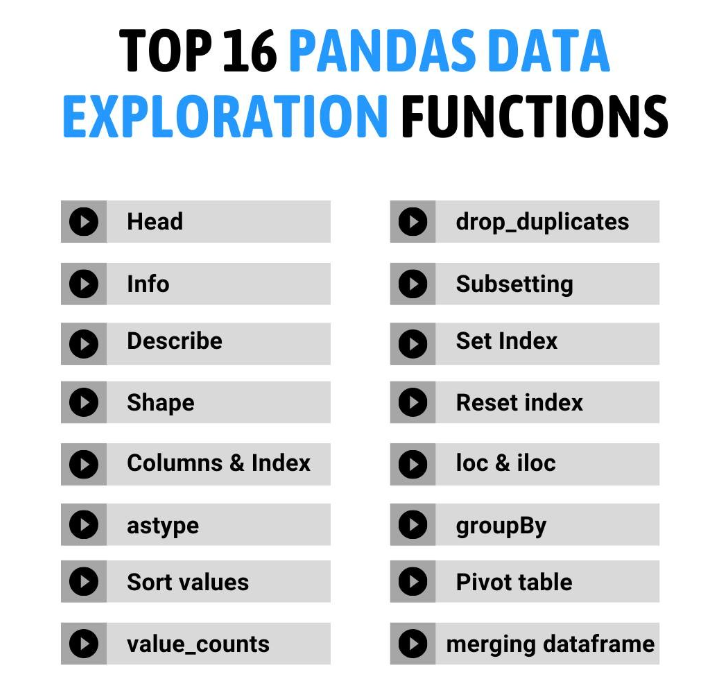 TOP 16 PANDAS DATA
EXPLORATION FUNCTIONS
Head
Info
Describe
Shape
Columns & Index
astype
Sort values
value_counts
drop_duplicates
Subsetting
Set Index
Reset index
loc & iloc
groupBy
Pivot table
merging dataframe